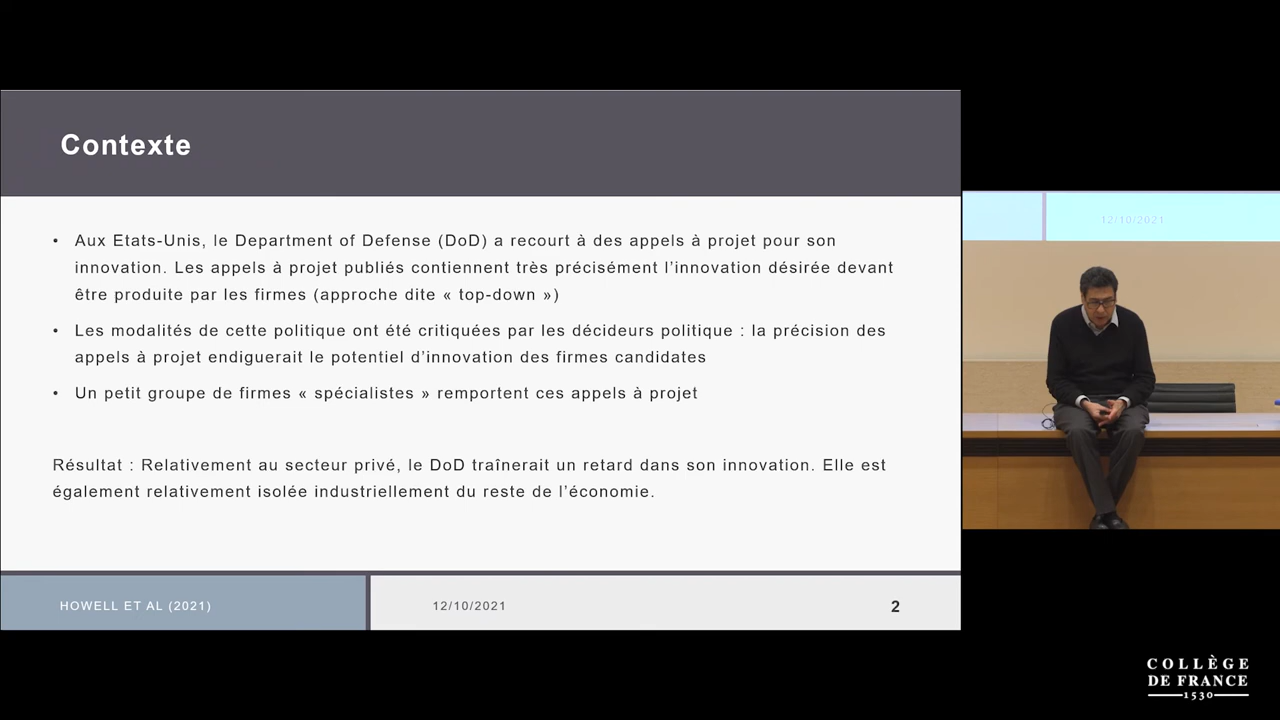 Contexte
• Aux Etats-Unis, le Department of Defense (DoD) a recourt à des appels à projet pour son
innovation. Les appels à projet publiés contiennent très précisément l’innovation désirée devant
être produite par les firmes (approche dite « top-down »)
• Les modalités de cette politique ont été critiquées par les décideurs politique : la précision des
appels à projet endiguerait le potentiel d’innovation des firmes candidates
• Un petit groupe de firmes « spécialistes » remportent ces appels à projet
Résultat : Relativement au secteur privé, le DoD traînerait un retard dans son innovation. Elle est
également relativement isolée industriellement du reste de l’économie.
HOWELL ET AL (2021)
12/10/2021
2
12/10/2021
COLLÈGE
DE FRANCE
1530